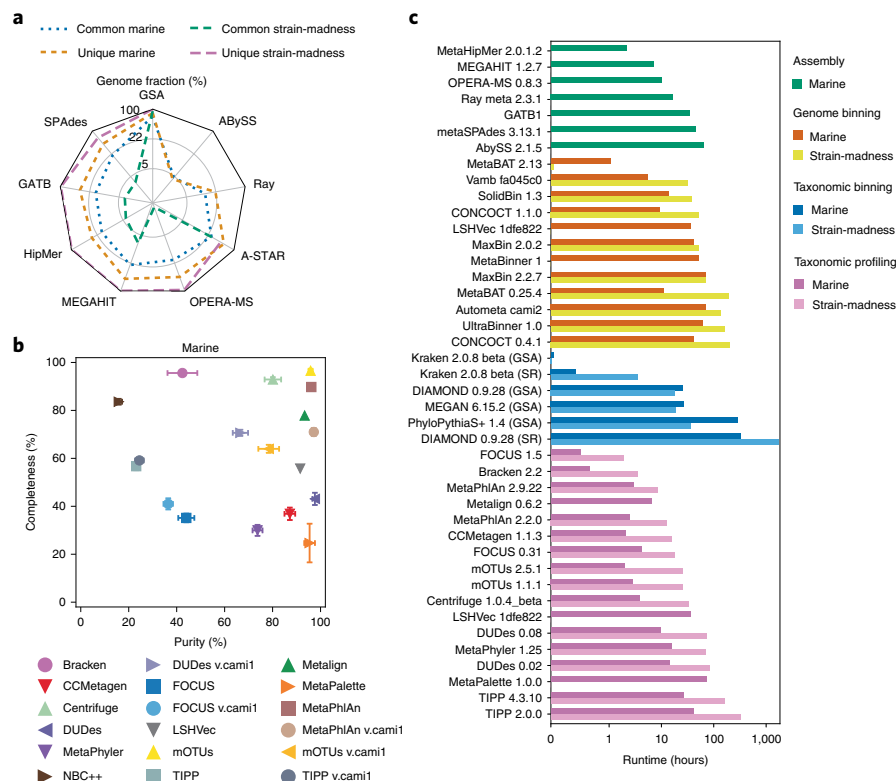 a
Common marine
Common strain-madness
Unique marine
Unique strain-madness
Genome fraction (%)
GSA
100
22
5
ABySS
Ray
A-STAR
OPERA-MS
MEGAHIT
HipMer
GATB
SPAdes
b
Marine
Completeness (%)
100
80
60
40
20
0
0 20 40 60 80 100
Purity (%)
Bracken
DUDes v.cami1
Metalign
CCMetagen
FOCUS
MetaPalette
Centrifuge
FOCUS v.cami1
MetaPhlAn
DUDes
LSHVec
MetaPhlAn v.cami1
MetaPhyler
mOTUs
mOTUs v.cami1
NBC++
TIPP
TIPP v.cami1
c
MetaHipMer 2.0.1.2
MEGAHIT 1.2.7
OPERA-MS 0.8.3
Ray meta 2.3.1
GATB1
metaSPAdes 3.13.1
AbySS 2.1.5
MetaBAT 2.13
Vamb fa045c0
SolidBin 1.3
CONCOCT 1.1.0
LSHVec 1dfe822
MaxBin 2.0.2
MetaBinner 1
MaxBin 2.2.7
MetaBAT 0.25.4
Autometa cami2
UltraBinner 1.0
CONCOCT 0.4.1
Kraken 2.0.8 beta (GSA)
Kraken 2.0.8 beta (SR)
DIAMOND 0.9.28 (GSA)
MEGAN 6.15.2 (GSA)
PhyloPythiaS+ 1.4 (GSA)
DIAMOND 0.9.28 (SR)
FOCUS 1.5
Bracken 2.2
MetaPhlAn 2.9.22
Metalign 0.6.2
MetaPhlAn 2.2.0
CCMetagen 1.1.3
FOCUS 0.31
mOTUs 2.5.1
mOTUs 1.1.1
Centrifuge 1.0.4_beta
LSHVec 1dfe822
DUDes 0.08
MetaPhyler 1.25
DUDes 0.02
MetaPalette 1.0.0
TIPP 4.3.10
TIPP 2.0.0
0 1 10 100 1,000
Runtime (hours)
Assembly
Marine
Genome binning
Marine
Strain-madness
Taxonomic binning
Marine
Strain-madness
Taxonomic profiling
Marine
Strain-madness